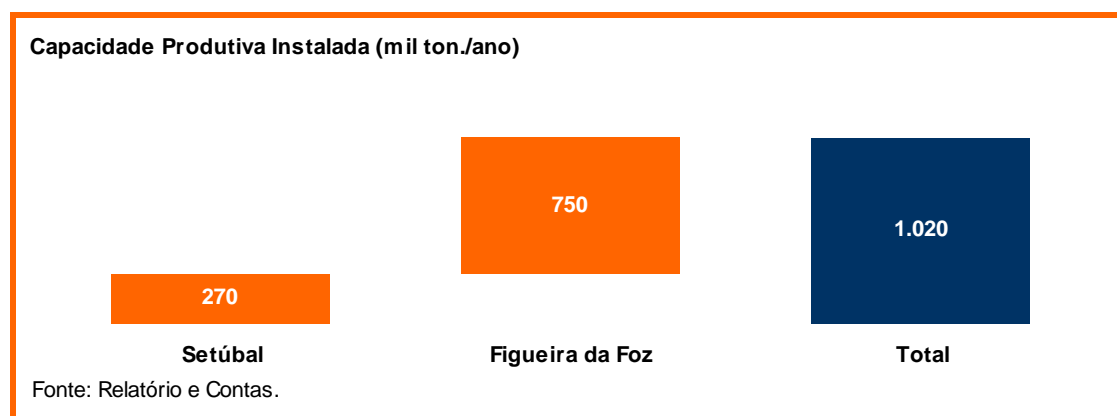 Capacidade Produtiva Instalada (mil ton./ano)
750
1.020
270
Setúbal Figueira da Foz Total
Fonte: Relatório e Contas.